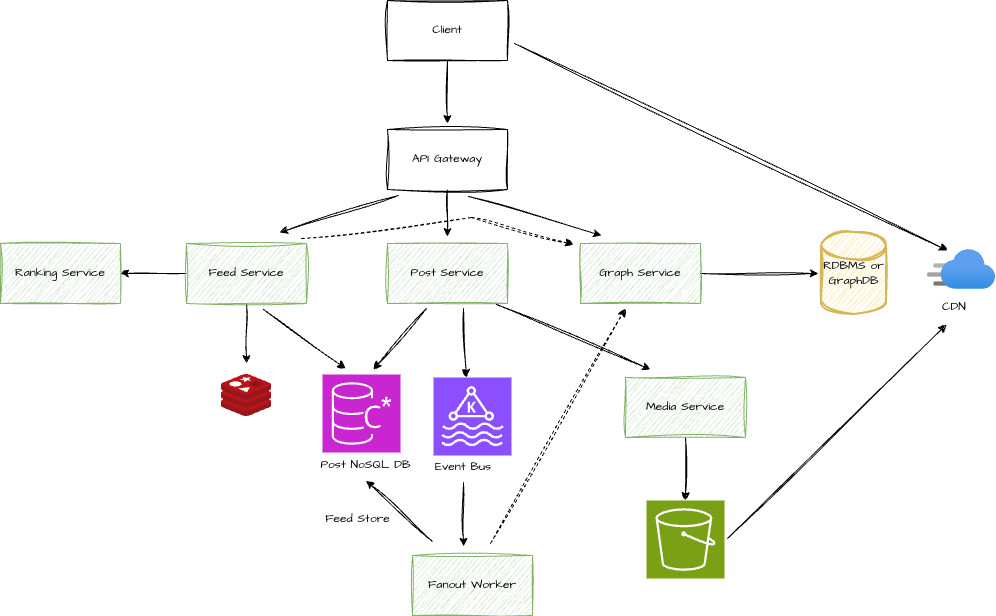 Client
API Gateway
Ranking Service
Feed Service
Post Service
Graph Service
RDBMS or
GraphDB
CDN
C*
K
Media Service
Post NoSQL DB
Event Bus
Feed Store
Fanout Worker